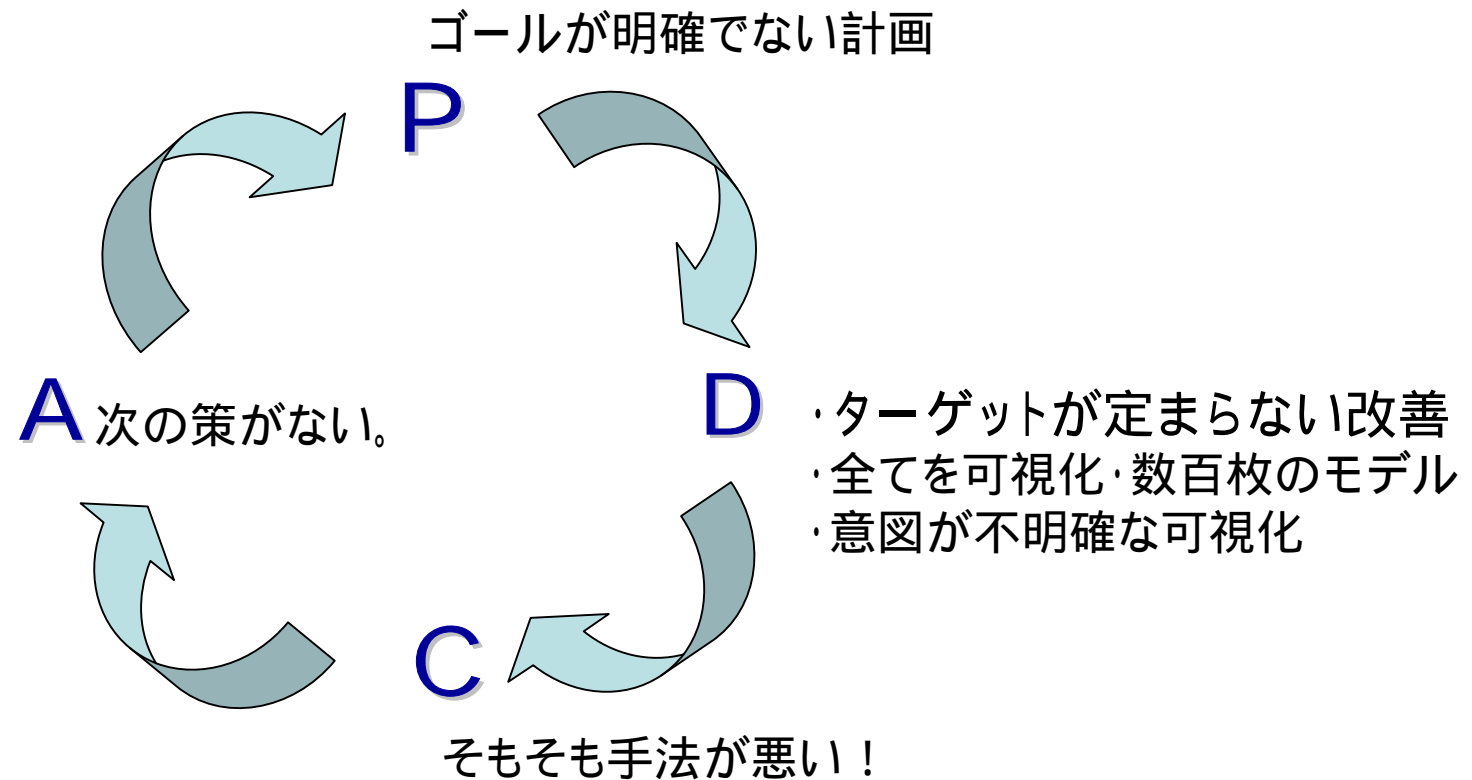 ゴールが明確でない計画
P
A 次の策がない。
D
・ターゲットが定まらない改善
・全てを可視化・数百枚のモデル
・意図が不明確な可視化
C
そもそも手法が悪い！